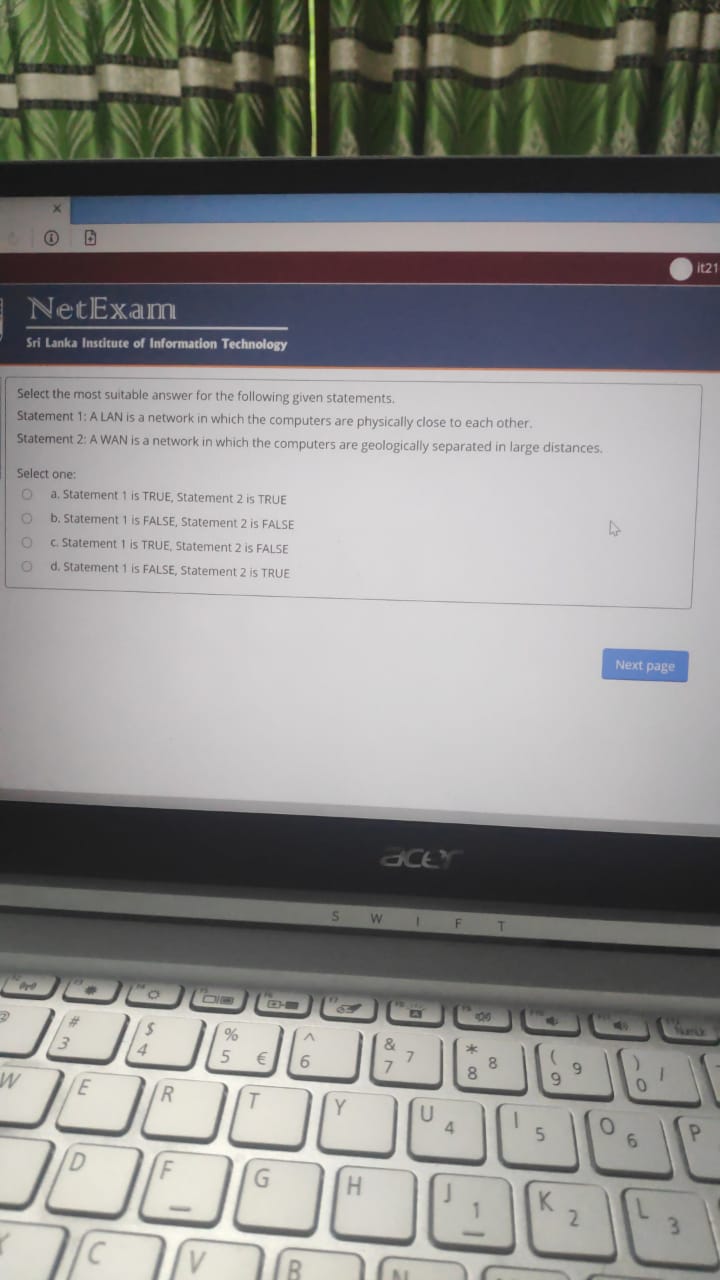 it21
NetExam
Sri Lanka Institute of Information Technology
Select the most suitable answer for the following given statements.
Statement 1: A LAN is a network in which the computers are physically close to each other.
Statement 2: A WAN is a network in which the computers are geologically separated in large distances.
Select one:
a. Statement 1 is TRUE, Statement 2 is TRUE
b. Statement 1 is FALSE, Statement 2 is FALSE
c. Statement 1 is TRUE, Statement 2 is FALSE
d. Statement 1 is FALSE, Statement 2 is TRUE
Next page
acer
S W I F T
# 3 $ 4 % 5 € ^ 6 & 7 7 * 8 8 ( 9 9 ) 0 /
W E R T Y U 4 I 5 O 6 P
D F G H J 1 K 2 L 3
C V B N